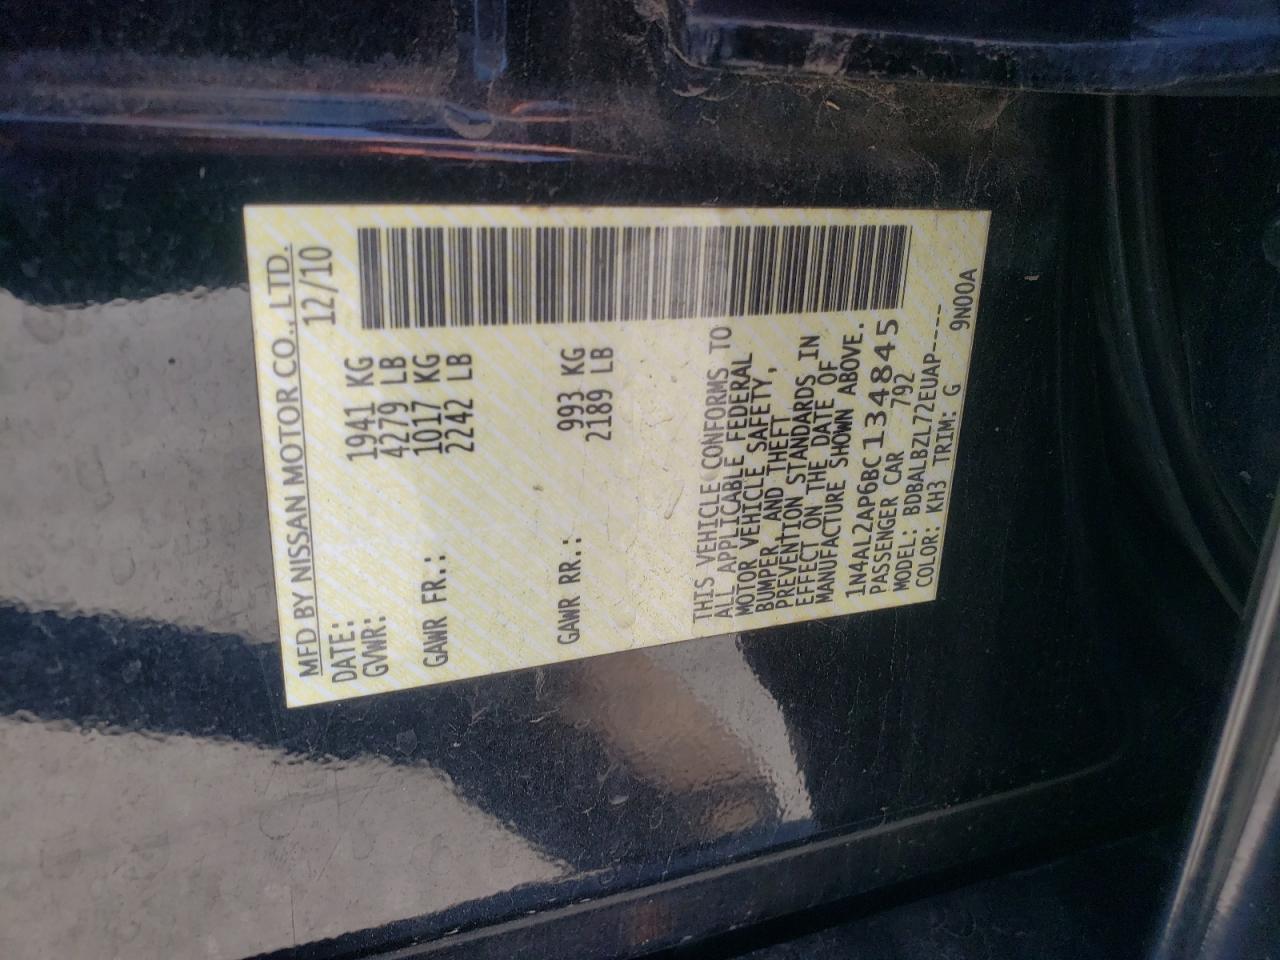 MFD BY NISSAN MOTOR CO., LTD.
DATE: 12/10
GVWR: 1941 KG
4279 LB
GAWR FR.: 1017 KG
2242 LB
GAWR RR.: 993 KG
2189 LB
THIS VEHICLE CONFORMS TO
ALL APPLICABLE FEDERAL
MOTOR VEHICLE SAFETY,
BUMPER, AND THEFT
PREVENTION STANDARDS IN
EFFECT ON THE DATE OF
MANUFACTURE SHOWN ABOVE.
1N4AL2AP6BC134845
PASSENGER CAR 792
MODEL: BDBALBZL72EUAP----
COLOR: KH3 TRIM: G 9N00A